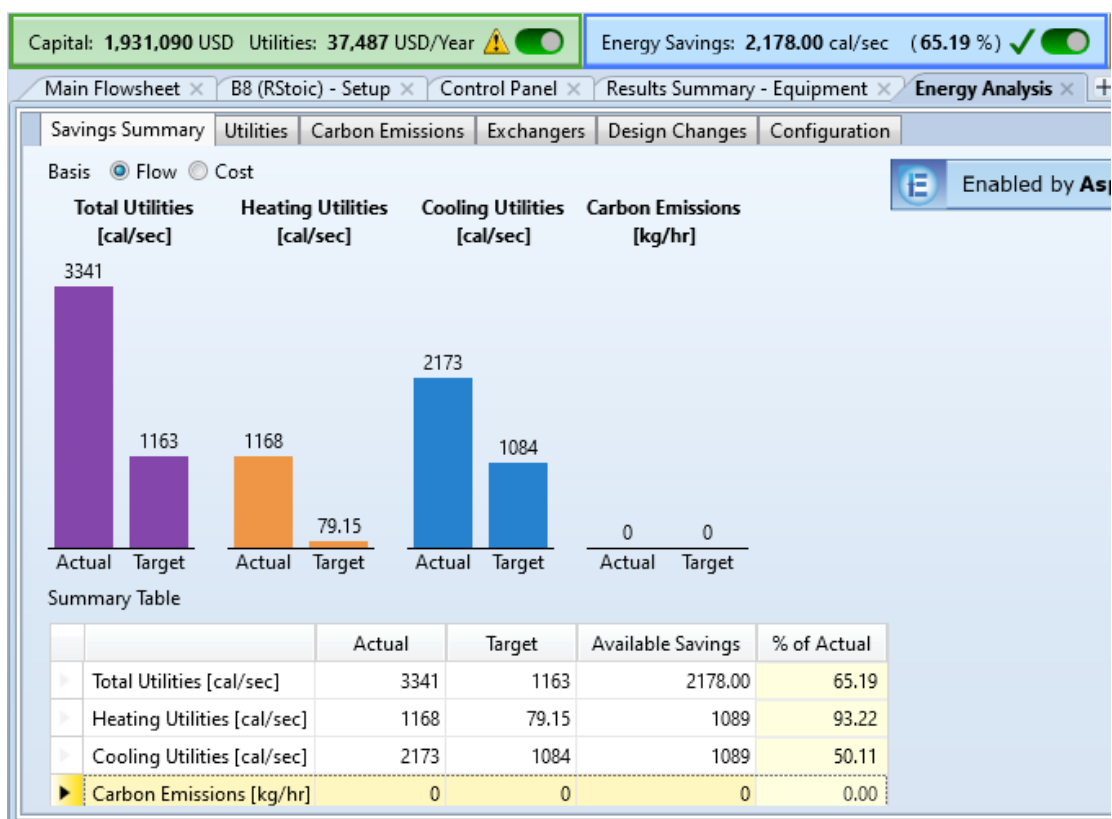 Capital: 1,931,090 USD Utilities: 37,487 USD/Year Energy Savings: 2,178.00 cal/sec (65.19 %)
Main Flowsheet B8 (RStoic) - Setup Control Panel Results Summary - Equipment Energy Analysis
Savings Summary Utilities Carbon Emissions Exchangers Design Changes Configuration
Basis Flow Cost
Enabled by Asp
Total Utilities Heating Utilities Cooling Utilities Carbon Emissions
[cal/sec] [cal/sec] [cal/sec] [kg/hr]
3341
2173
1163 1168 1084
79.15 0 0
Actual Target Actual Target Actual Target Actual Target
Summary Table
Actual Target Available Savings % of Actual
Total Utilities [cal/sec] 3341 1163 2178.00 65.19
Heating Utilities [cal/sec] 1168 79.15 1089 93.22
Cooling Utilities [cal/sec] 2173 1084 1089 50.11
Carbon Emissions [kg/hr] 0 0 0 0.00